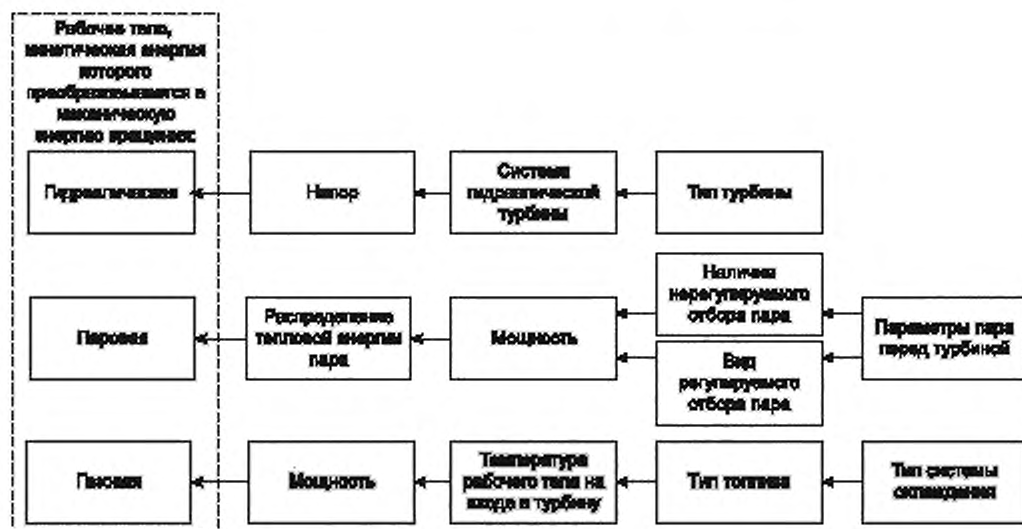 Рабочее тело,
кинетическая энергия
которого
преобразовывается в
механическую
энергию вращения:
Гидравлическая
Напор
Система
гидравлической
турбины
Тип турбины
Паровая
Распределение
тепловой энергии
пара
Мощность
Наличие
нерегулируемого
отбора пара
Вид
регулируемого
отбора пара
Параметры пара
перед турбиной
Газовая
Мощность
Температура
рабочего тела на
входе в турбину
Тип топлива
Тип системы
охлаждения